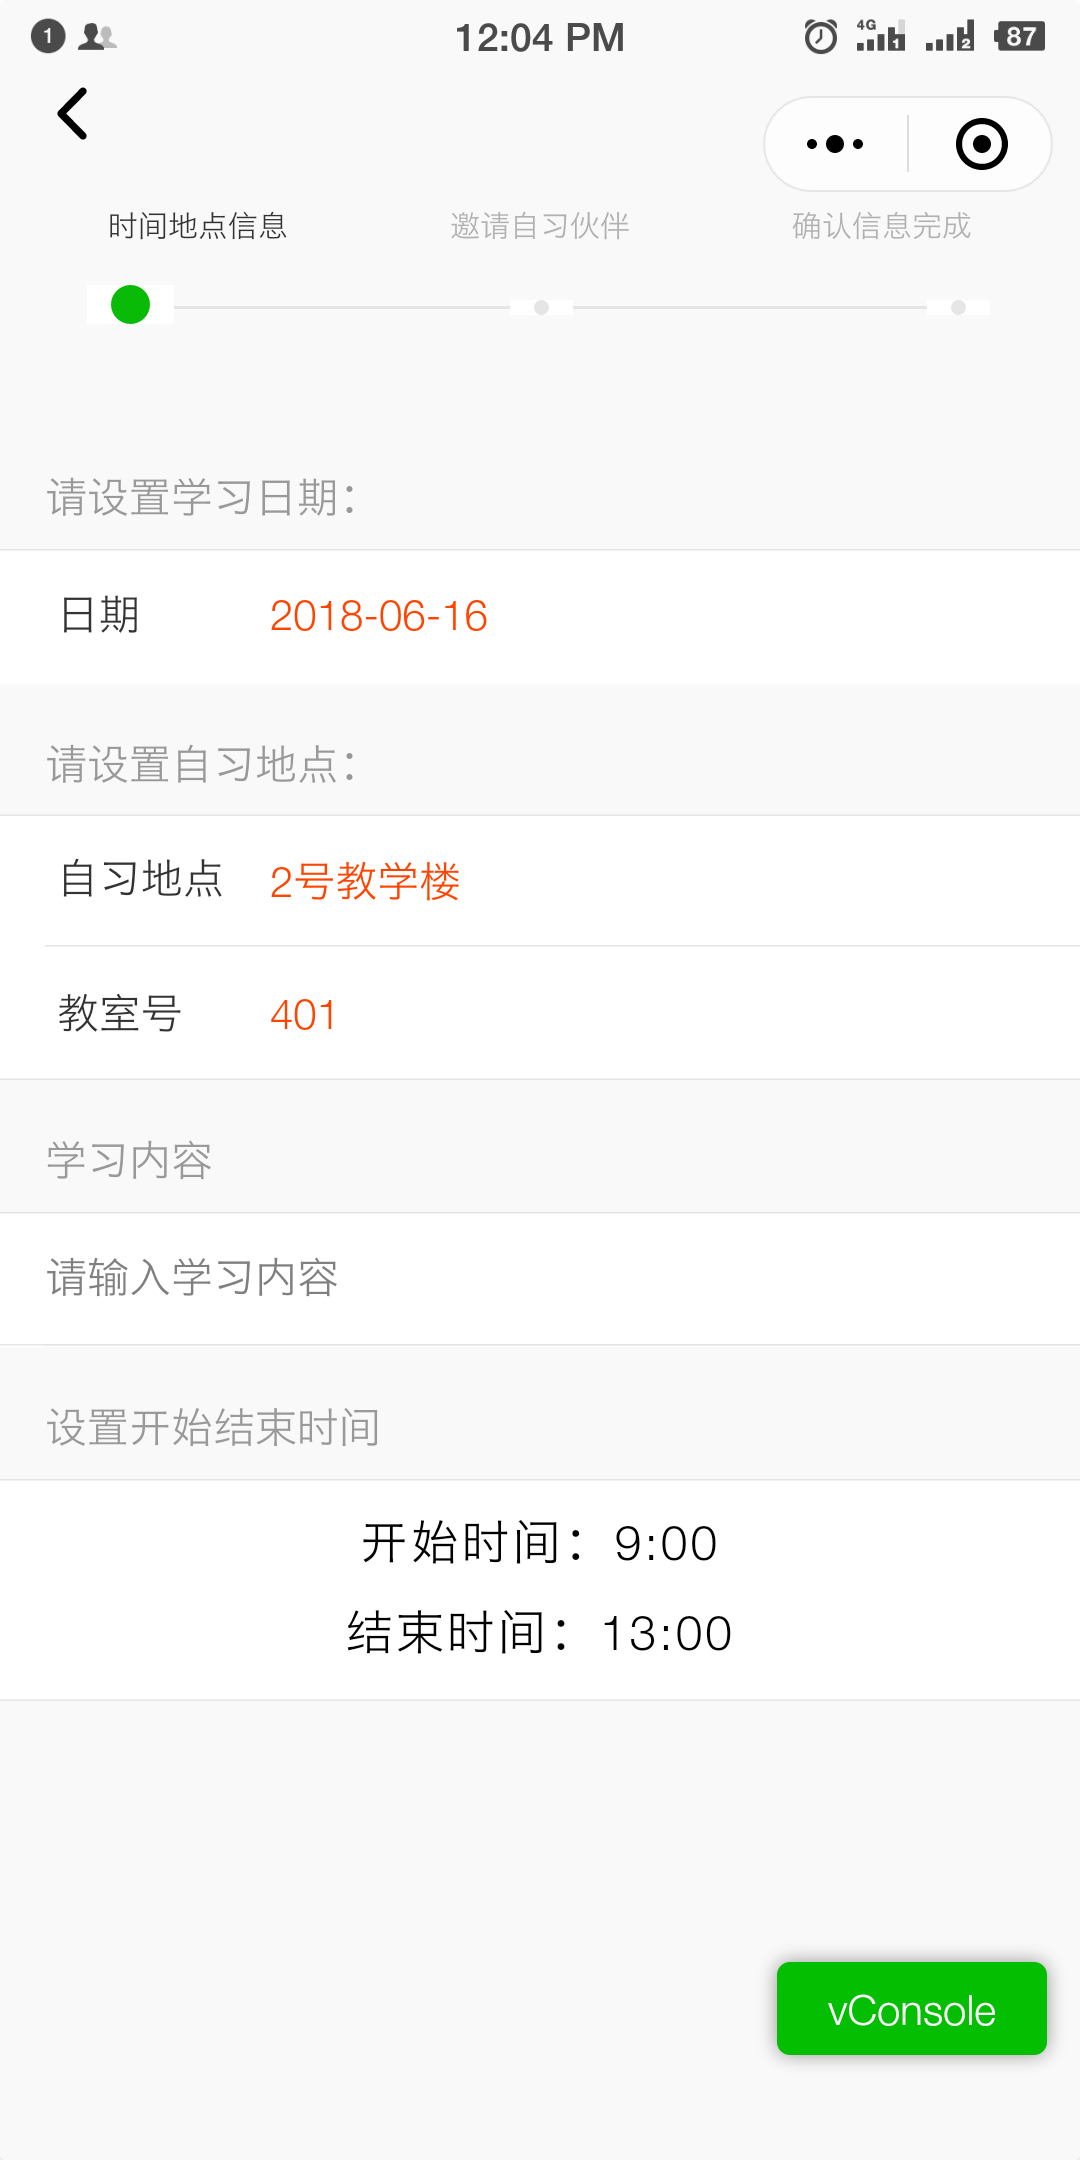 1 12:04 PM 4G 1 2 87
时间地点信息 邀请自习伙伴 确认信息完成
请设置学习日期：
日期 2018-06-16
请设置自习地点：
自习地点 2号教学楼
教室号 401
学习内容
请输入学习内容
设置开始结束时间
开始时间：9:00
结束时间：13:00
vConsole